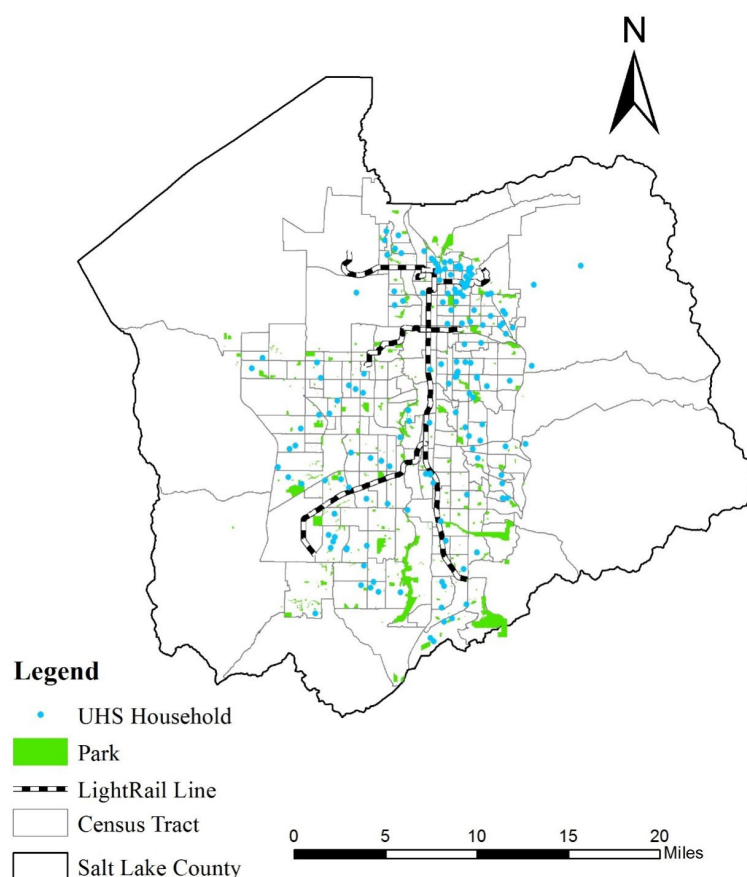 N
Legend
UHS Household
Park
LightRail Line
Census Tract
Salt Lake County
0 5 10 15 20
Miles